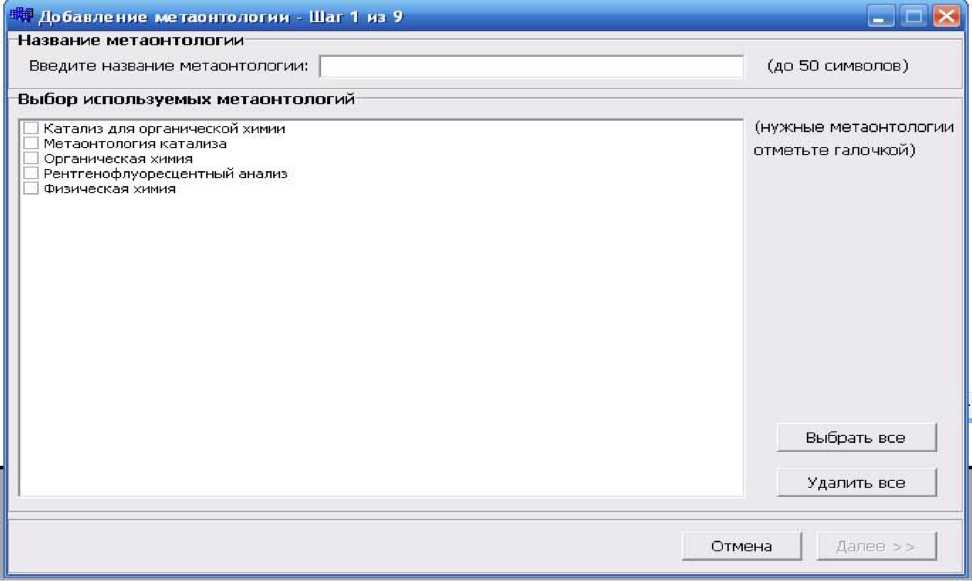 Добавление метаонтологии - Шаг 1 из 9
Название метаонтологии
Введите название метаонтологии: (до 50 символов)
Выбор используемых метаонтологий
Катализ для органической химии
Метаонтология катализа
Органическая химия
Рентгенофлуоресцентный анализ
Физическая химия
(нужные метаонтологии
отметьте галочкой)
Выбрать все
Удалить все
Отмена Далее >>